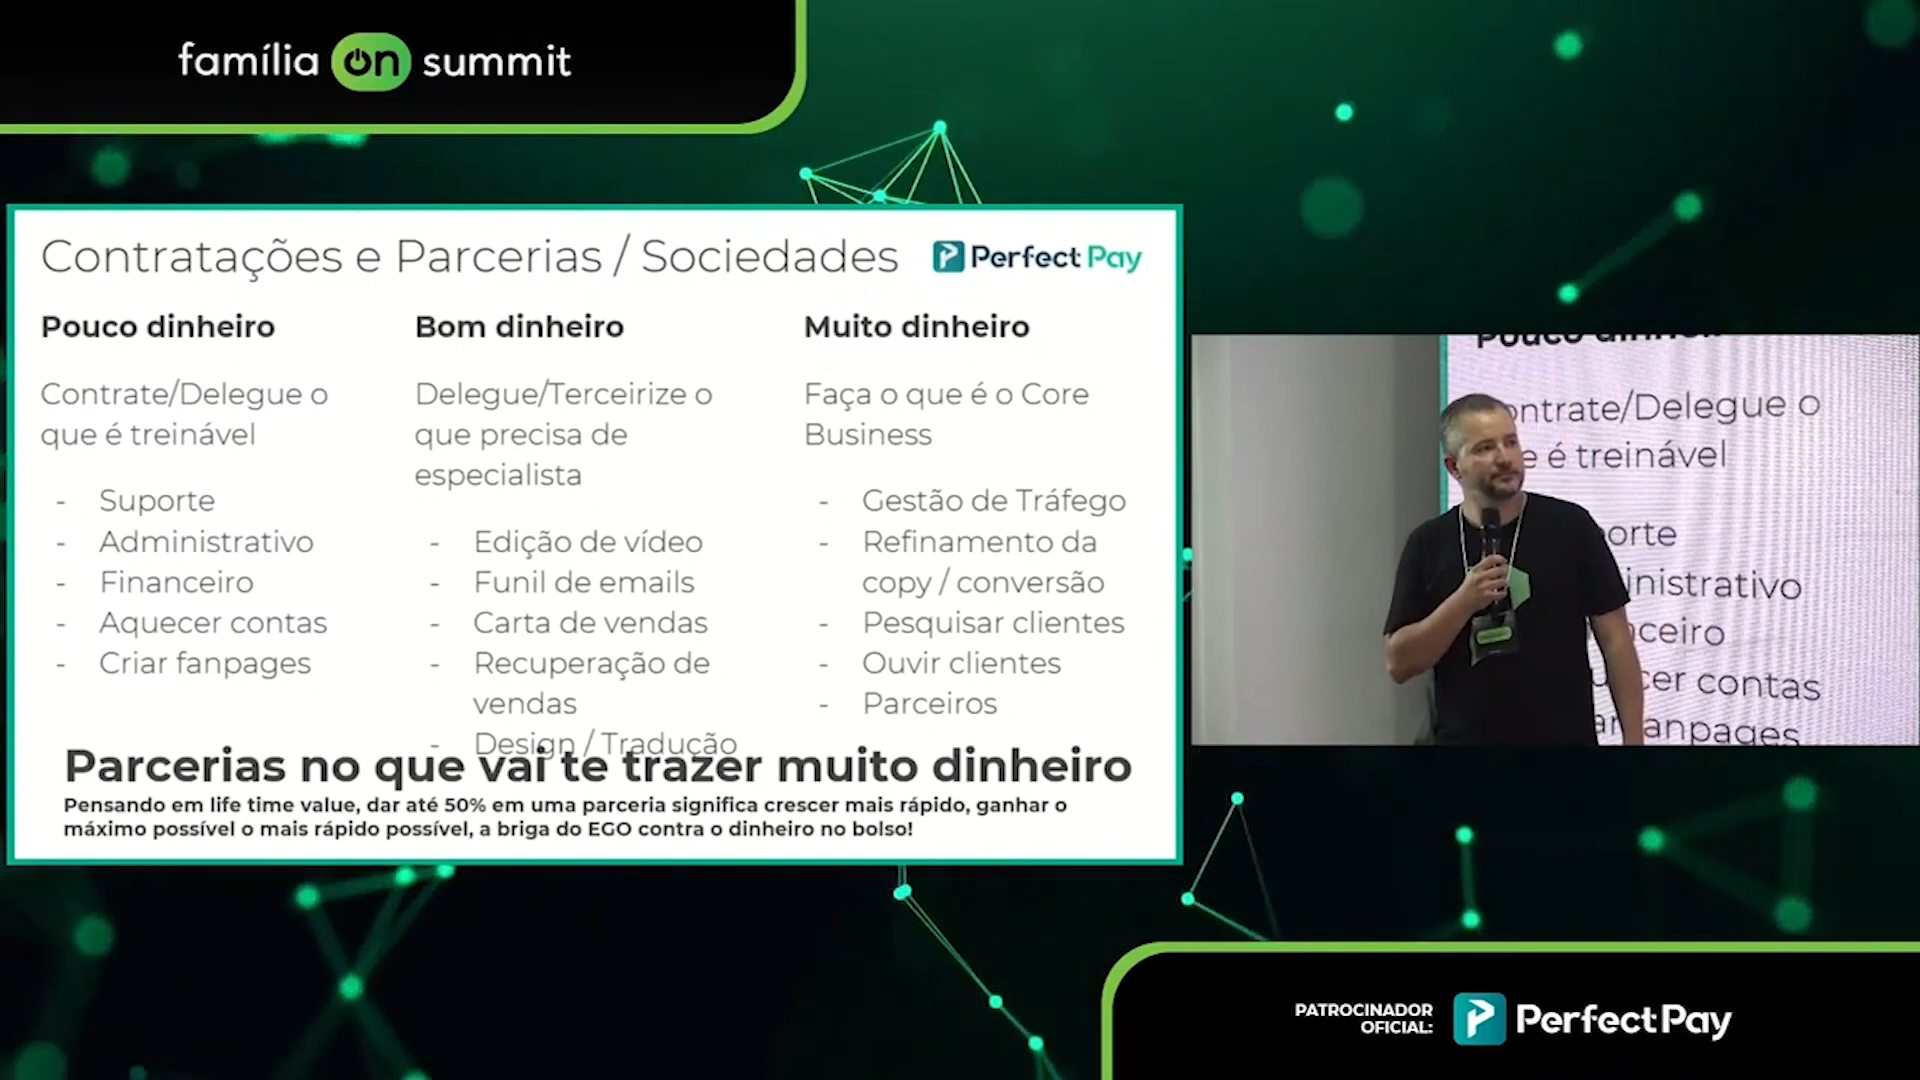 família on summit
Contratações e Parcerias / Sociedades
Perfect Pay
Pouco dinheiro
Contrate/Delegue o
que é treinável
- Suporte
- Administrativo
- Financeiro
- Aquecer contas
- Criar fanpages
Bom dinheiro
Delegue/Terceirize o
que precisa de
especialista
- Edição de vídeo
- Funil de emails
- Carta de vendas
- Recuperação de
vendas
- Design / Tradução
Muito dinheiro
Faça o que é o Core
Business
- Gestão de Tráfego
- Refinamento da
copy / conversão
- Pesquisar clientes
- Ouvir clientes
- Parceiros
Parcerias no que vai te trazer muito dinheiro
Pensando em life time value, dar até 50% em uma parceria significa crescer mais rápido, ganhar o
máximo possível o mais rápido possível, a briga do EGO contra o dinheiro no bolso!
Pouco dinhei
ontrate/Delegue o
e é treinável
orte
inistrativo
nceiro
cer contas
anpages
PATROCINADOR
OFICIAL:
PerfectPay